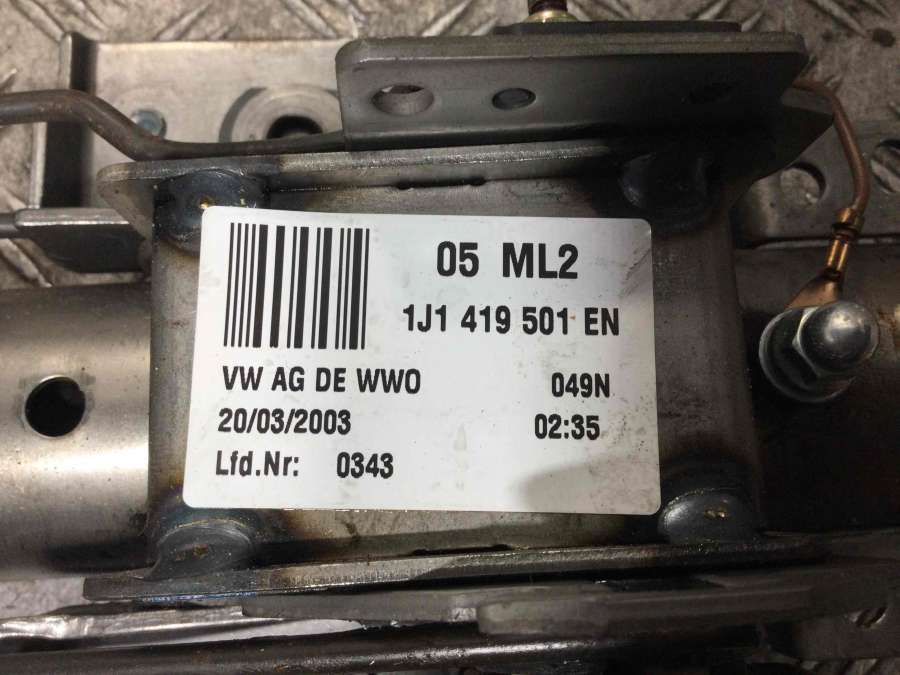 05 ML2
1J1 419 501 EN
VW AG DE WWO 049N
20/03/2003 02:35
Lfd.Nr: 0343